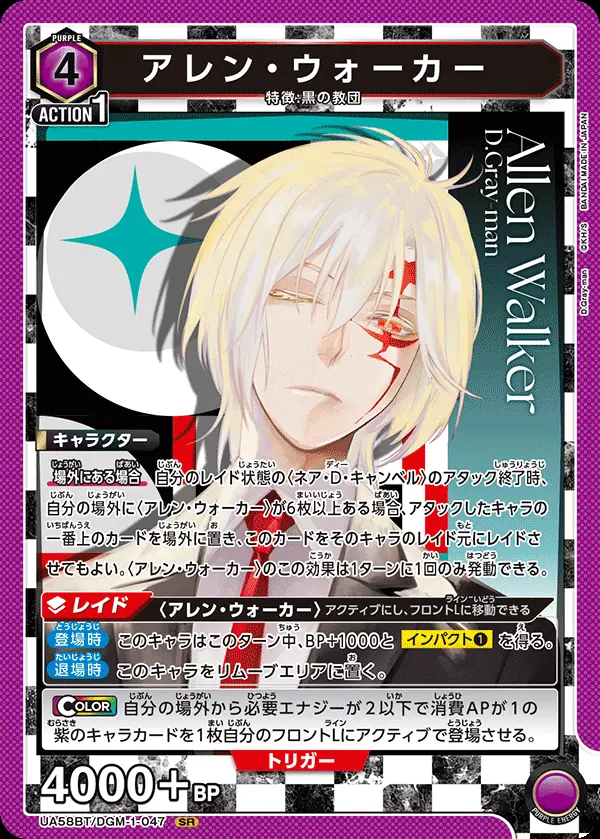 PURPLE
4
ACTION 1
アレン・ウォーカー
特徴:黒の教団
Allen Walker
D.Gray-man
D.Gray-man ©KH/S BANDAI MADE IN JAPAN
キャラクター
場外にある場合 自分のレイド状態の〈ネア・D・キャンベル〉のアタック終了時、
自分の場外に〈アレン・ウォーカー〉が6枚以上ある場合、アタックしたキャラの
一番上のカードを場外に置き、このカードをそのキャラのレイド元にレイドさ
せてもよい。〈アレン・ウォーカー〉のこの効果は1ターンに1回のみ発動できる。
レイド 〈アレン・ウォーカー〉アクティブにし、フロントLに移動できる
登場時 このキャラはこのターン中、BP+1000と インパクト❶ を得る。
退場時 このキャラをリムーブエリアに置く。
COLOR 自分の場外から必要エナジーが2以下で消費APが1の
紫のキャラカードを1枚自分のフロントLにアクティブで登場させる。
トリガー
4000+BP
UA58BT/DGM-1-047 SR
PURPLE ENERGY